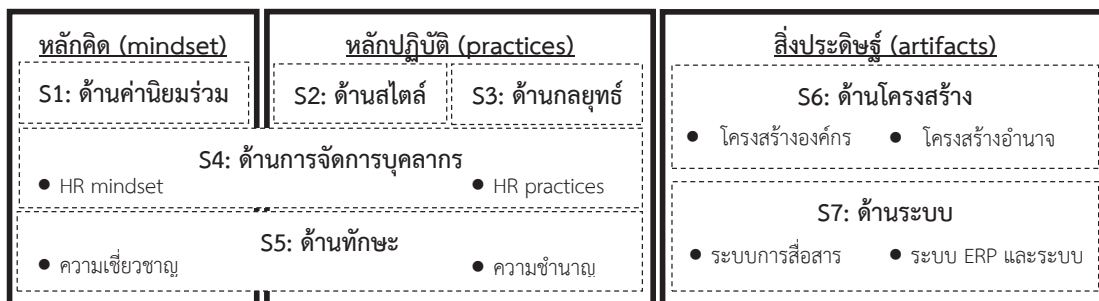 หลักคิด (mindset)
หลักปฏิบัติ (practices)
สิ่งประดิษฐ์ (artifacts)
S1: ด้านค่านิยมร่วม
S2: ด้านสไตล์
S3: ด้านกลยุทธ์
S4: ด้านการจัดการบุคลากร
● HR mindset
● HR practices
S5: ด้านทักษะ
● ความเชี่ยวชาญ
● ความชำนาญ
S6: ด้านโครงสร้าง
● โครงสร้างองค์กร
● โครงสร้างอำนาจ
S7: ด้านระบบ
● ระบบการสื่อสาร
● ระบบ ERP และระบบ